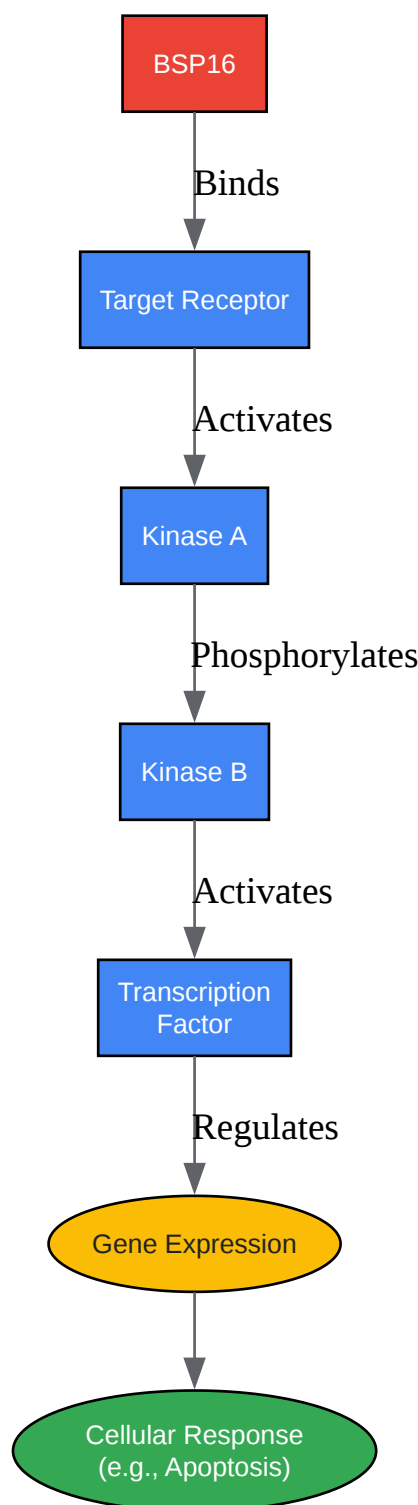 BSP16
Binds
Target Receptor
Activates
Kinase A
Phosphorylates
Kinase B
Activates
Transcription
Factor
Regulates
Gene Expression
Cellular Response
(e.g., Apoptosis)